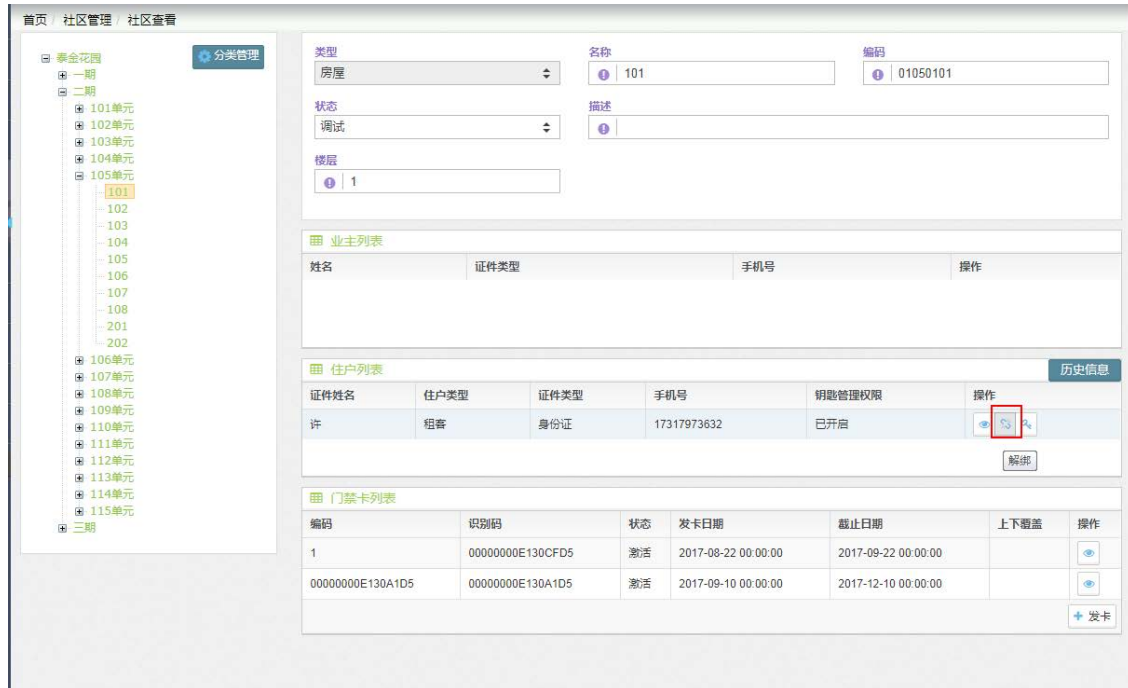 首页 / 社区管理 / 社区查看
泰金花园
分类管理
一期
二期
101单元
102单元
103单元
104单元
105单元
101
102
103
104
105
106
107
108
201
202
106单元
107单元
108单元
109单元
110单元
111单元
112单元
113单元
114单元
115单元
三期
类型 名称 编码
房屋 101 01050101
状态 描述
调试
楼层
1
业主列表
姓名 证件类型 手机号 操作
住户列表 历史信息
证件姓名 住户类型 证件类型 手机号 钥匙管理权限 操作
许 租客 身份证 17317973632 已开启
解绑
门禁卡列表
编码 识别码 状态 发卡日期 截止日期 上下覆盖 操作
1 00000000E130CFD5 激活 2017-08-22 00:00:00 2017-09-22 00:00:00
00000000E130A1D5 00000000E130A1D5 激活 2017-09-10 00:00:00 2017-12-10 00:00:00
+ 发卡